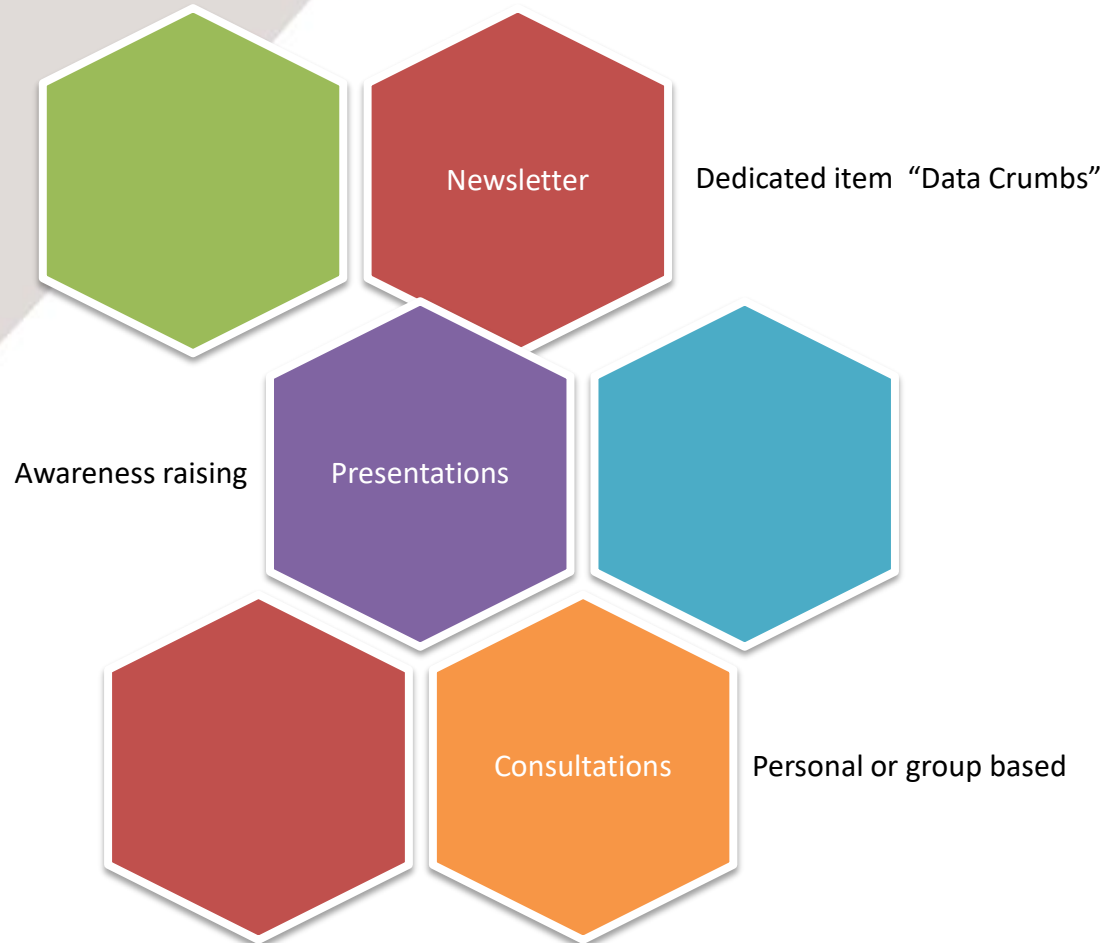 Newsletter
Dedicated item “Data Crumbs”
Awareness raising
Presentations
Consultations
Personal or group based